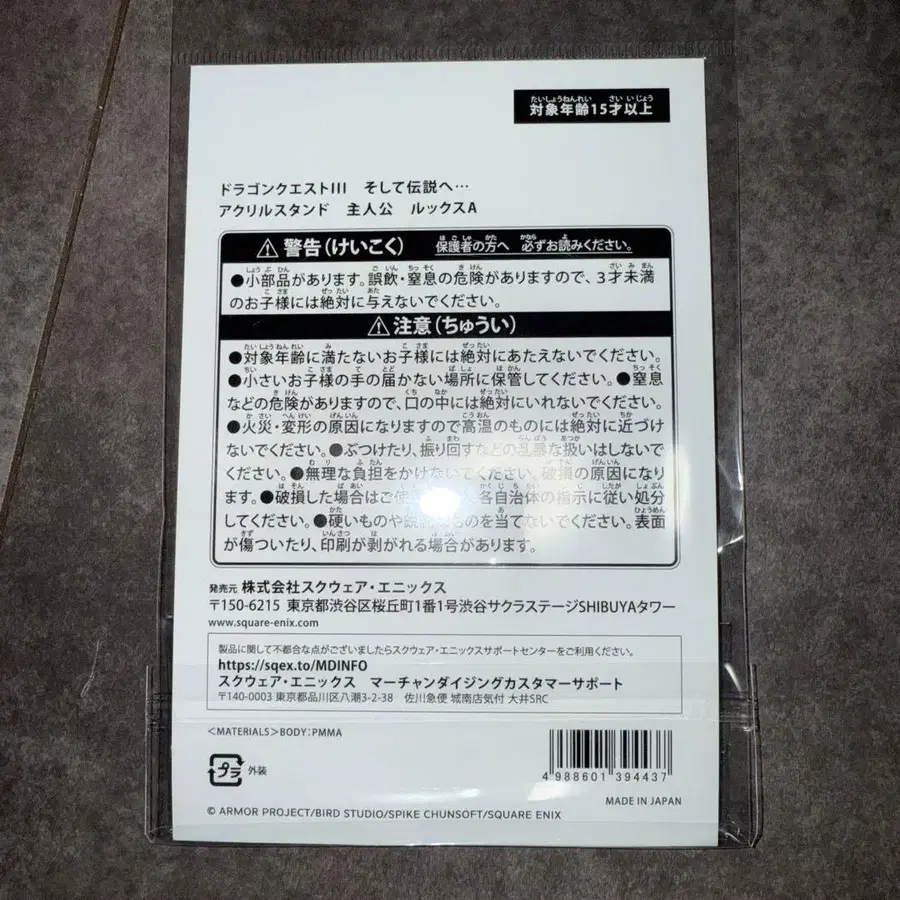 対象年齢15才以上
ドラゴンクエストIII そして伝説へ…
アクリルスタンド 主人公 ルックスA
⚠警告(けいこく) 保護者の方へ 必ずお読みください。
●小部品があります。誤飲・窒息の危険がありますので、3才未満
のお子様には絶対に与えないでください。
⚠注意(ちゅうい)
●対象年齢に満たないお子様には絶対にあたえないでください。
●小さいお子様の手の届かない場所に保管してください。●窒息
などの危険がありますので、口の中には絶対にいれないでください。
●火災・変形の原因になりますので高温のものには絶対に近づけ
ないでください。●ぶつけたり、振り回すなどの乱暴な扱いはしないで
ください。●無理な負担をかけないでください。破損の原因になり
ます。●破損した場合はご使 各自治体の指示に従い処分
してください。●硬いものや ものを当てないでください。表面
が傷ついたり、印刷が剥がれる場合があります。
発売元 株式会社スクウェア・エニックス
〒150-6215 東京都渋谷区桜丘町1番1号渋谷サクラステージSHIBUYAタワー
www.square-enix.com
製品に関して不都合な点がございましたらスクウェア・エニックスサポートセンターをご利用ください。
https://sqex.to/MDINFO
スクウェア・エニックス マーチャンダイジングカスタマーサポート
〒140-0003 東京都品川区八潮3-2-38 佐川急便 城南店気付 大井SRC
<MATERIALS>BODY:PMMA
プラ 外装
4 988601 394437
MADE IN JAPAN
© ARMOR PROJECT/BIRD STUDIO/SPIKE CHUNSOFT/SQUARE ENIX